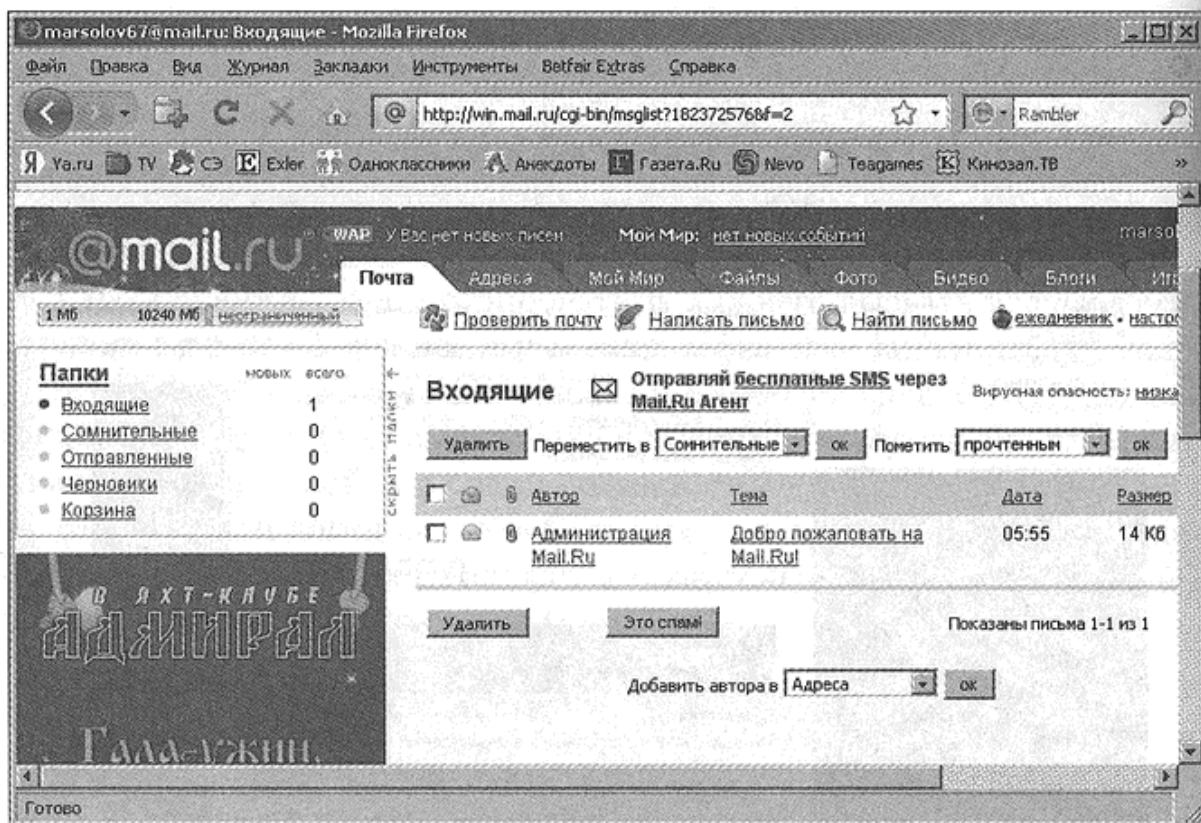 marsolov67@mail.ru: Входящие - Mozilla Firefox
Файл Правка Вид Журнал Закладки Инструменты Betfair Extras Справка
http://win.mail.ru/cgi-bin/msglist?182372576&f=2 Rambler
Ya.ru TV СЭ Exler Одноклассники Анекдоты Газета.Ru Nevo Teagames Кинозал.ТВ »
@mail.ru WAP У Вас нет новых писем Мой Мир: нет новых событий marso
Почта Адреса Мой Мир Файлы Фото Видео Блоги Игр
1 Мб 10240 Мб неограниченный Проверить почту Написать письмо Найти письмо ежедневник • настро
Папки новых всего
Входящие 1
Сомнительные 0
Отправленные 0
Черновики 0
Корзина 0
скрыть папки
Входящие Отправляй бесплатные SMS через Вирусная опасность: низка
Mail.Ru Агент
Удалить Переместить в Сомнительные ок Пометить прочтенным ок
Автор Тема Дата Размер
Администрация Добро пожаловать на 05:55 14 Кб
Mail.Ru Mail.Ru!
Удалить Это спам! Показаны письма 1-1 из 1
Добавить автора в Адреса ок
В ЯХТ-КЛУБЕ
АДМИРАЛ
Гала-ужин,
Готово